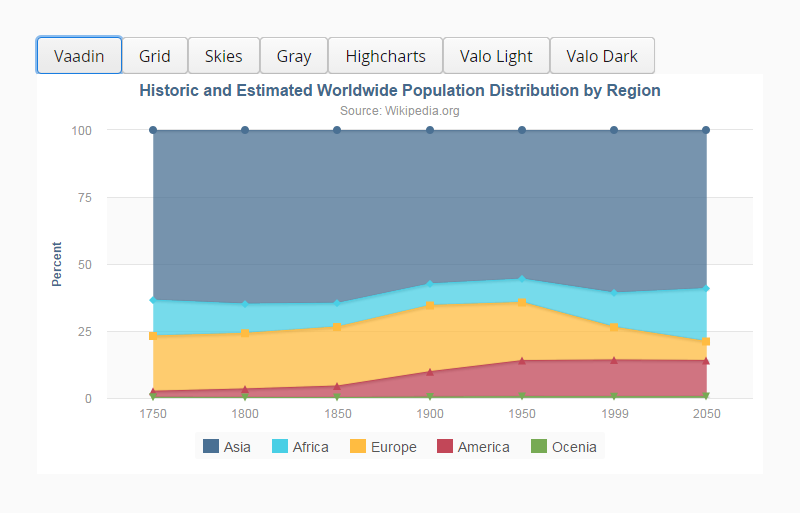 Vaadin Grid Skies Gray Highcharts Valo Light Valo Dark
Historic and Estimated Worldwide Population Distribution by Region
Source: Wikipedia.org
Percent
100
75
50
25
0
1750 1800 1850 1900 1950 1999 2050
Asia Africa Europe America Ocenia